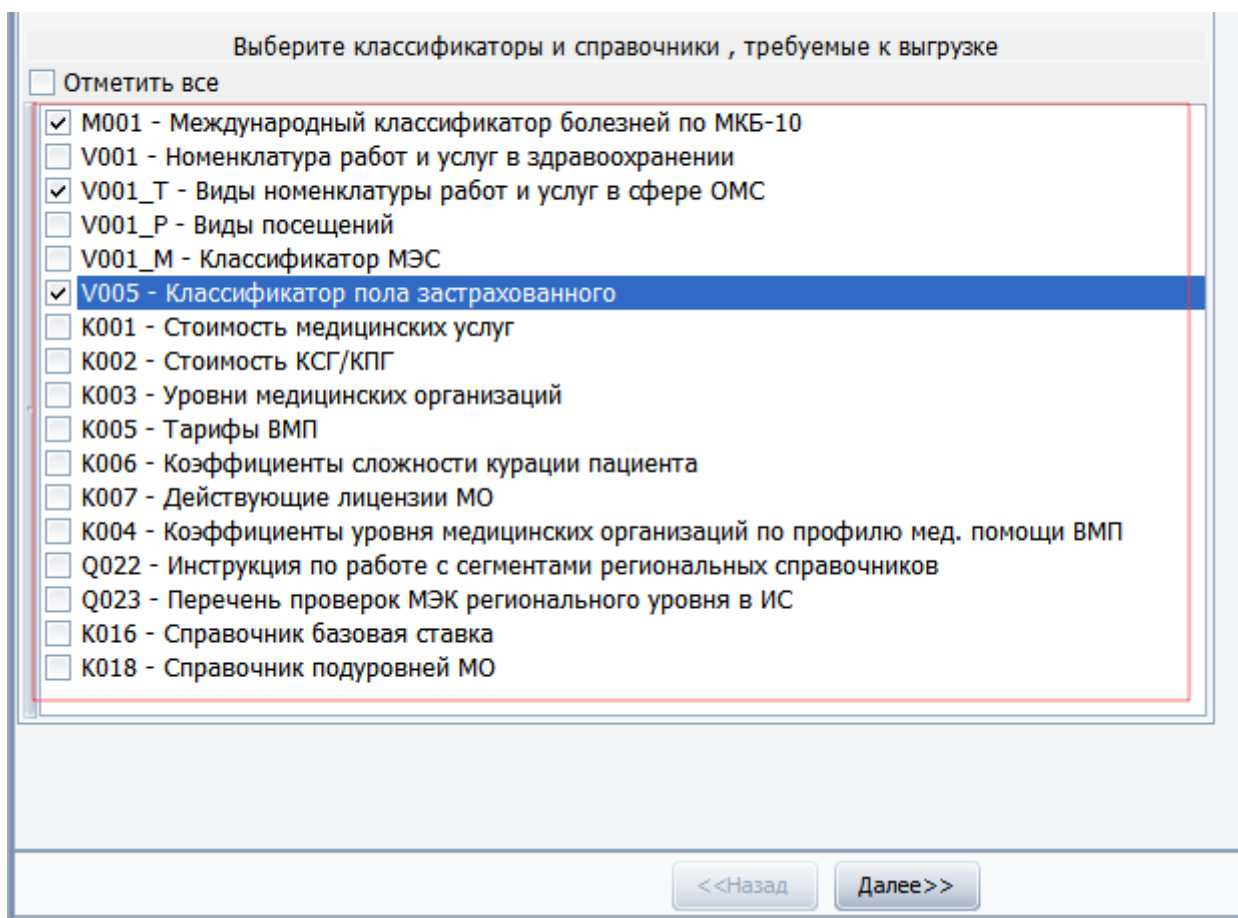 Выберите классификаторы и справочники , требуемые к выгрузке
Отметить все
M001 - Международный классификатор болезней по МКБ-10
V001 - Номенклатура работ и услуг в здравоохранении
V001_T - Виды номенклатуры работ и услуг в сфере ОМС
V001_P - Виды посещений
V001_M - Классификатор МЭС
V005 - Классификатор пола застрахованного
K001 - Стоимость медицинских услуг
K002 - Стоимость КСГ/КПГ
K003 - Уровни медицинских организаций
K005 - Тарифы ВМП
K006 - Коэффициенты сложности курации пациента
K007 - Действующие лицензии МО
K004 - Коэффициенты уровня медицинских организаций по профилю мед. помощи ВМП
Q022 - Инструкция по работе с сегментами региональных справочников
Q023 - Перечень проверок МЭК регионального уровня в ИС
K016 - Справочник базовая ставка
K018 - Справочник подуровней МО
<<Назад Далее>>